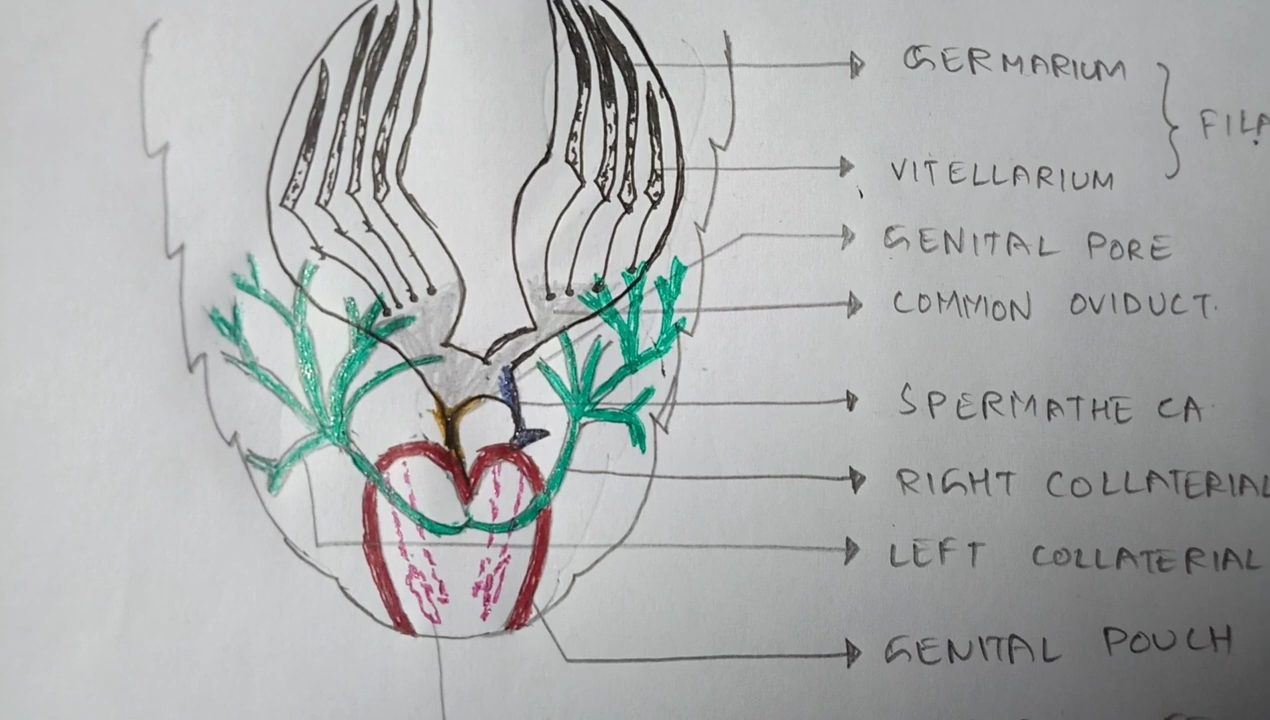 GERMARIUM
FILA
VITELLARIUM
GENITAL PORE
COMMON OVIDUCT.
SPERMATHE CA
RIGHT COLLATERIAL
LEFT COLLATERIAL
GENITAL POUCH